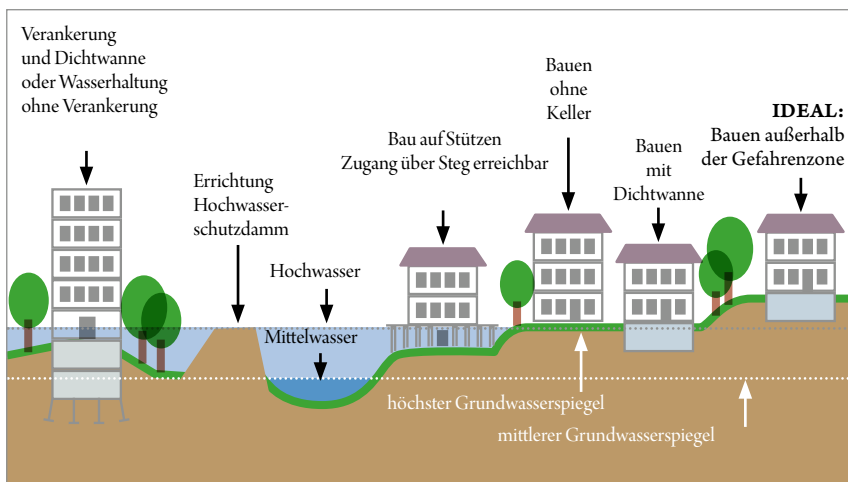 Verankerung
und Dichtwanne
oder Wasserhaltung
ohne Verankerung
Errichtung
Hochwasser-
schutzdamm
Hochwasser
Mittelwasser
Bau auf Stützen
Zugang über Steg erreichbar
Bauen
ohne
Keller
Bauen
mit
Dichtwanne
IDEAL:
Bauen außerhalb
der Gefahrenzone
höchster Grundwasserspiegel
mittlerer Grundwasserspiegel